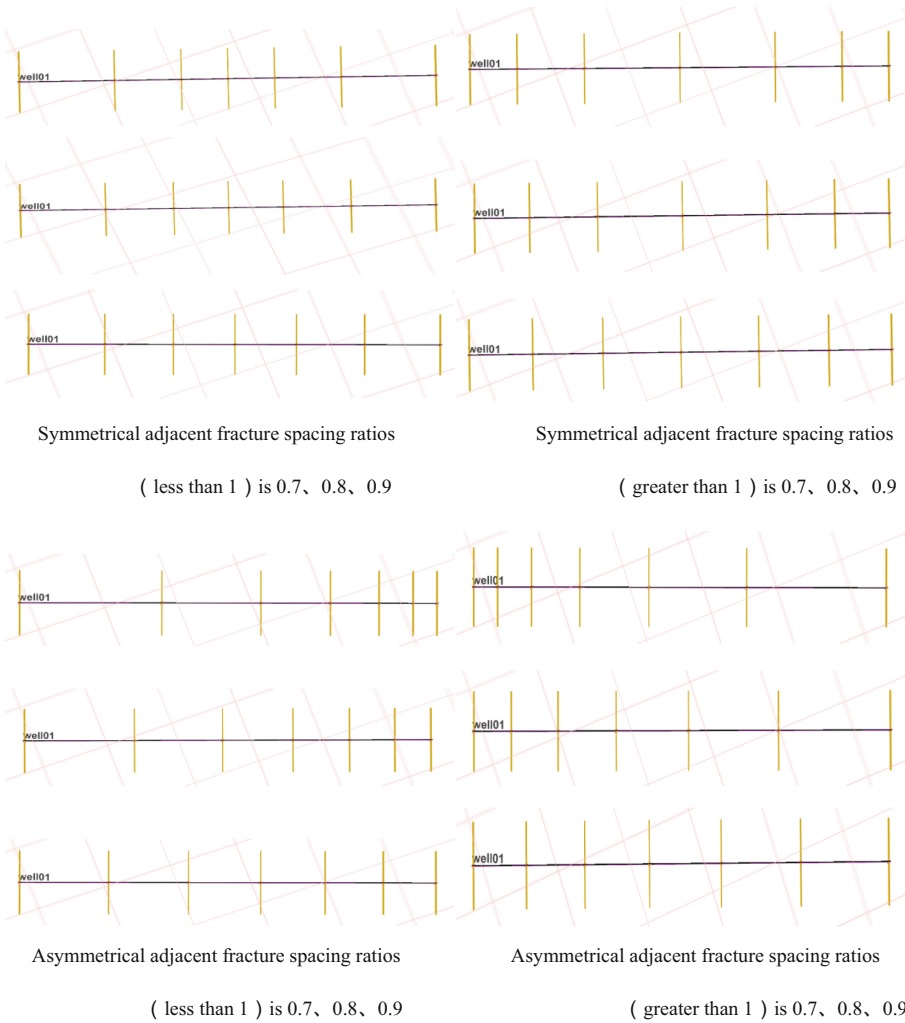 well01
well01
well01
well01
well01
well01
Symmetrical adjacent fracture spacing ratios
( less than 1 ) is 0.7、0.8、0.9
Symmetrical adjacent fracture spacing ratios
( greater than 1 ) is 0.7、0.8、0.9
well01
well01
well01
well01
well01
well01
Asymmetrical adjacent fracture spacing ratios
( less than 1 ) is 0.7、0.8、0.9
Asymmetrical adjacent fracture spacing ratios
( greater than 1 ) is 0.7、0.8、0.9